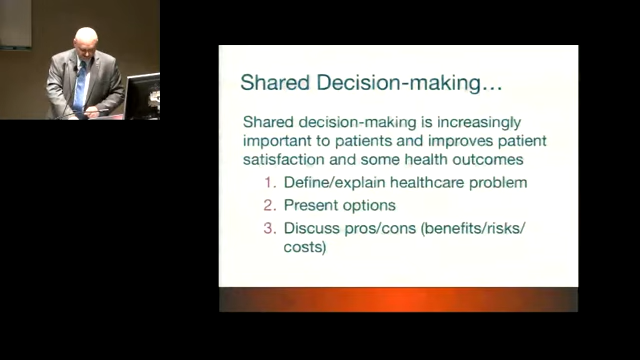 Shared Decision-making…
Shared decision-making is increasingly
important to patients and improves patient
satisfaction and some health outcomes
1. Define/explain healthcare problem
2. Present options
3. Discuss pros/cons (benefits/risks/
costs)